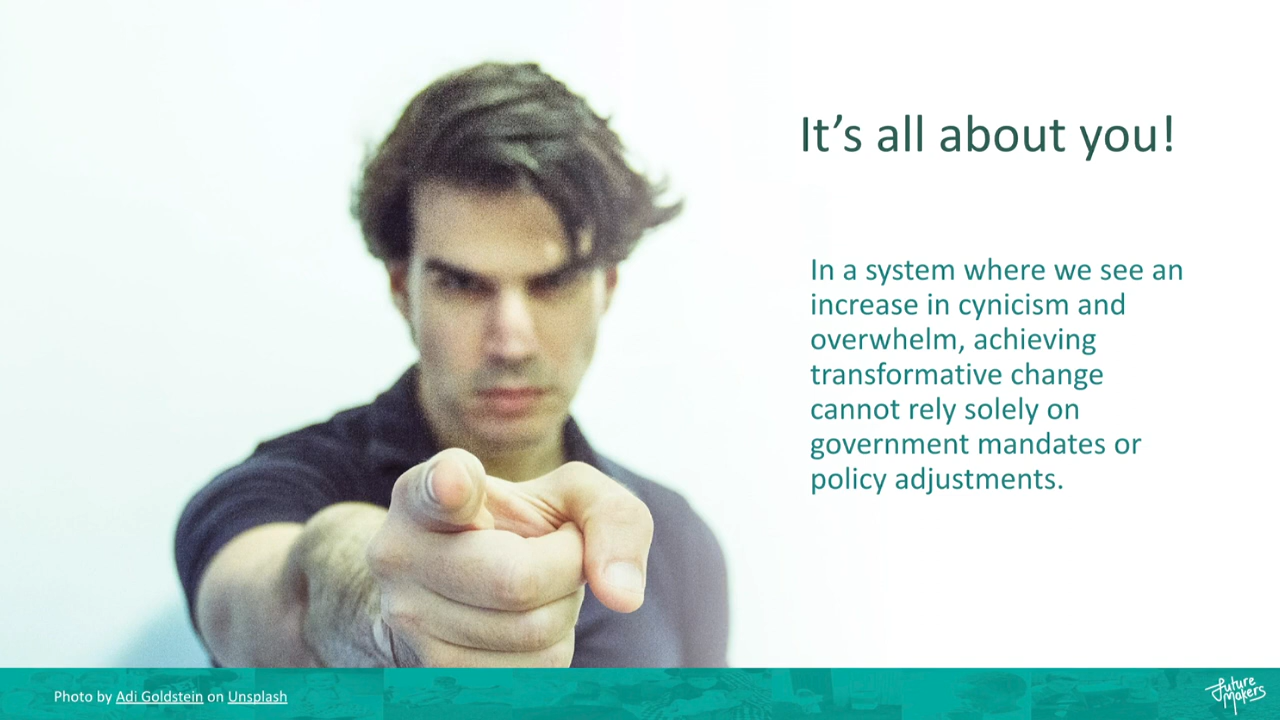 It’s all about you!
In a system where we see an
increase in cynicism and
overwhelm, achieving
transformative change
cannot rely solely on
government mandates or
policy adjustments.
Photo by Adi Goldstein on Unsplash
Future
Makers